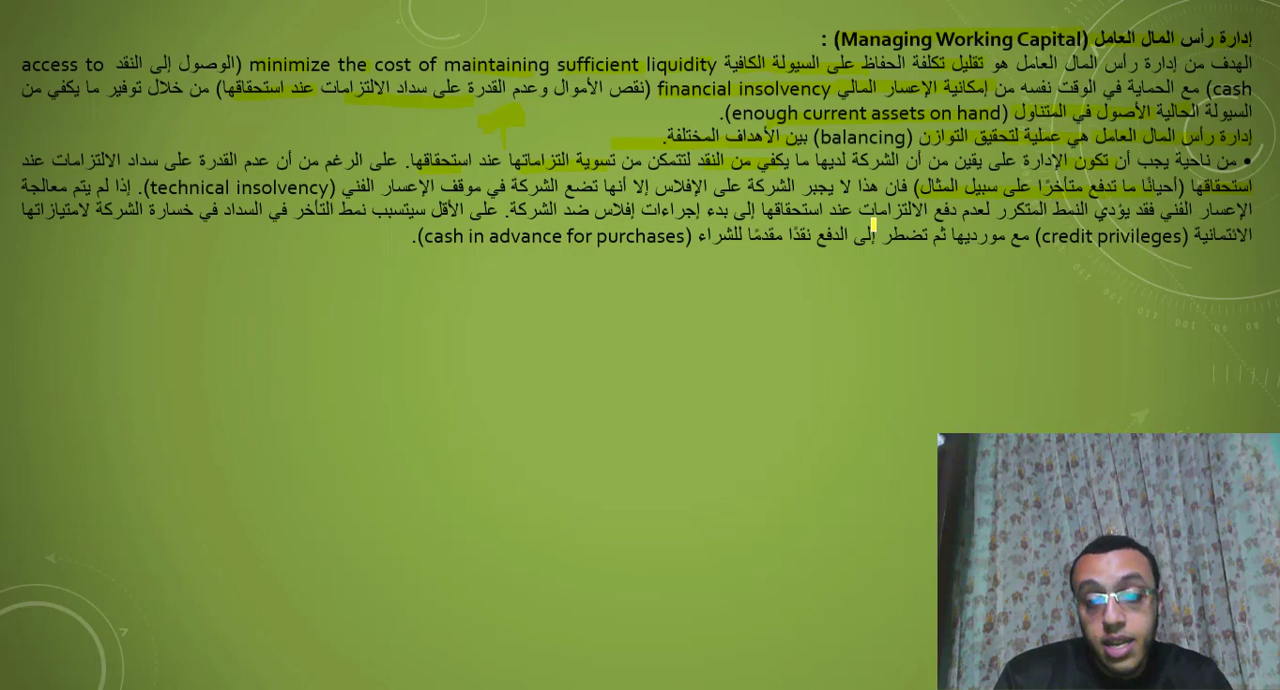 إدارة رأس المال العامل (Managing Working Capital) :
الهدف من إدارة رأس المال العامل هو تقليل تكلفة الحفاظ على السيولة الكافية minimize the cost of maintaining sufficient liquidity (الوصول إلى النقد access to
cash) مع الحماية في الوقت نفسه من إمكانية الإعسار المالي financial insolvency (نقص الأموال وعدم القدرة على سداد الالتزامات عند استحقاقها) من خلال توفير ما يكفي من
السيولة الحالية الأصول في المتناول (enough current assets on hand).
إدارة رأس المال العامل هي عملية لتحقيق التوازن (balancing) بين الأهداف المختلفة.
• من ناحية يجب أن تكون الإدارة على يقين من أن الشركة لديها ما يكفي من النقد لتتمكن من تسوية التزاماتها عند استحقاقها. على الرغم من أن عدم القدرة على سداد الالتزامات عند
استحقاقها (أحيانًا ما تدفع متأخرًا على سبيل المثال) فان هذا لا يجبر الشركة على الإفلاس إلا أنها تضع الشركة في موقف الإعسار الفني (technical insolvency). إذا لم يتم معالجة
الإعسار الفني فقد يؤدي النمط المتكرر لعدم دفع الالتزامات عند استحقاقها إلى بدء إجراءات إفلاس ضد الشركة. على الأقل سيتسبب نمط التأخر في السداد في خسارة الشركة لامتيازاتها
الائتمانية (credit privileges) مع مورديها ثم تضطر إلى الدفع نقدًا مقدمًا للشراء (cash in advance for purchases).